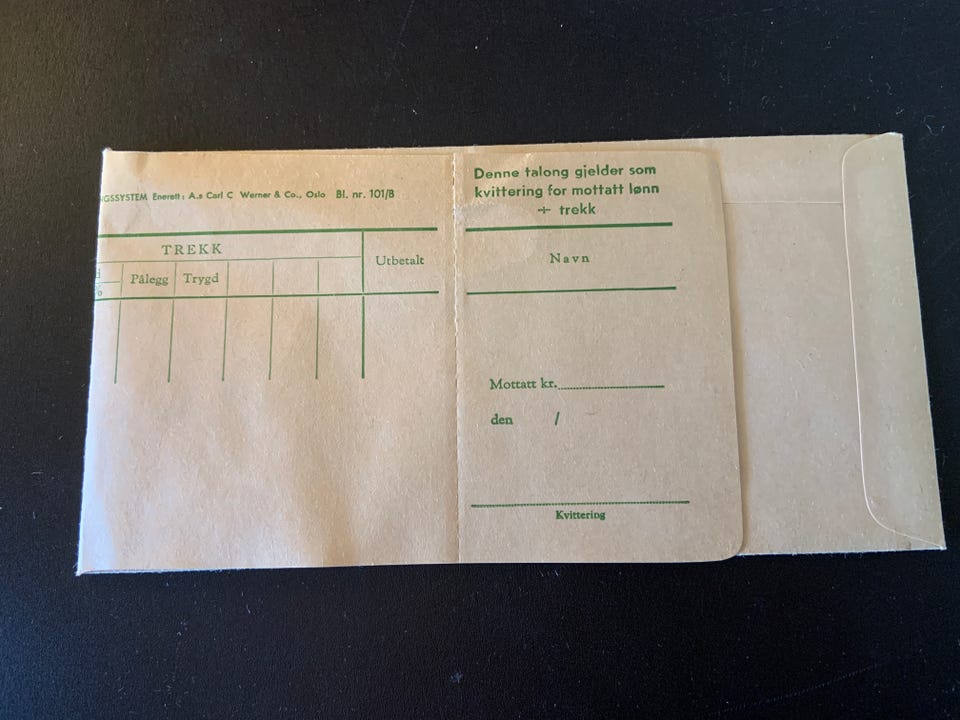 GSSYSTEM Enerett: A.s Carl C Werner & Co., Oslo Bl. nr. 101/B
TREKK
Utbetalt
Pålegg Trygd
Denne talong gjelder som
kvittering for mottatt lønn
÷ trekk
Navn
Mottatt kr.
den /
Kvittering